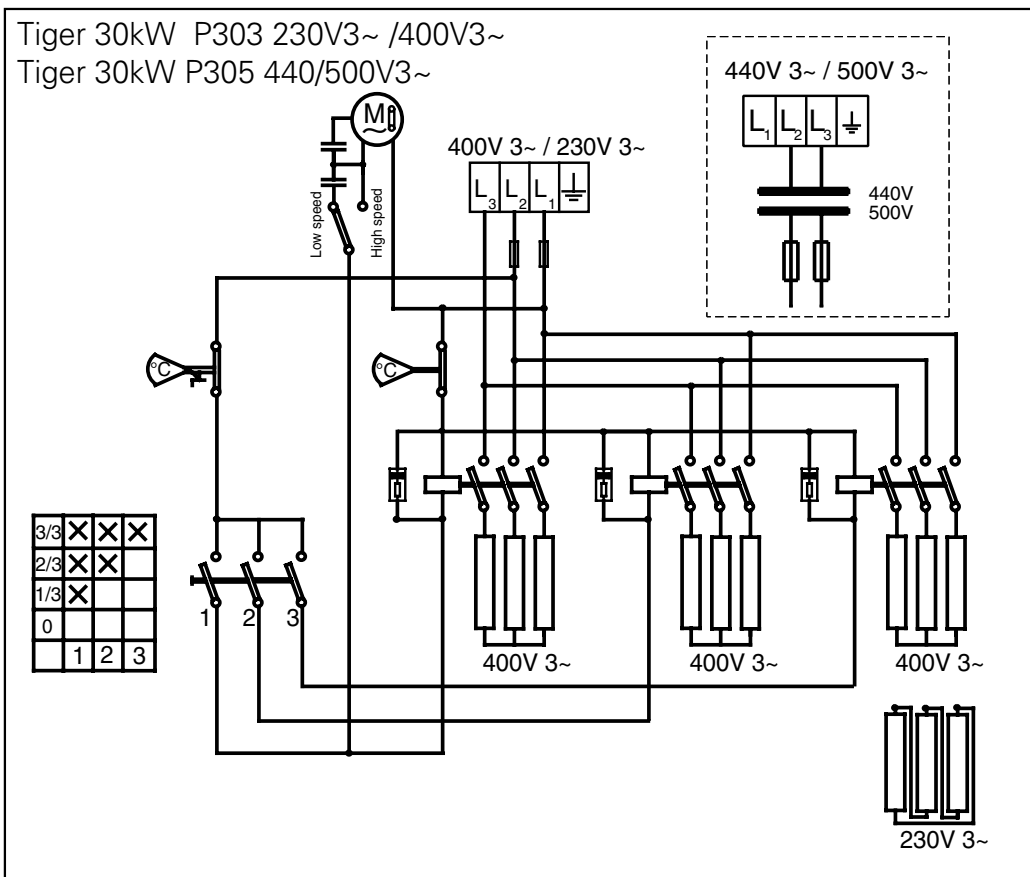 Tiger 30kW P303 230V3~ /400V3~
Tiger 30kW P305 440/500V3~
440V 3~ / 500V 3~
L1 L2 L3
440V
500V
M
~
400V 3~ / 230V 3~
L3 L2 L1
Low speed
High speed
°C
°C
3/3 X X X
2/3 X X
1/3 X
0
1 2 3
1 2 3
400V 3~
400V 3~
400V 3~
230V 3~